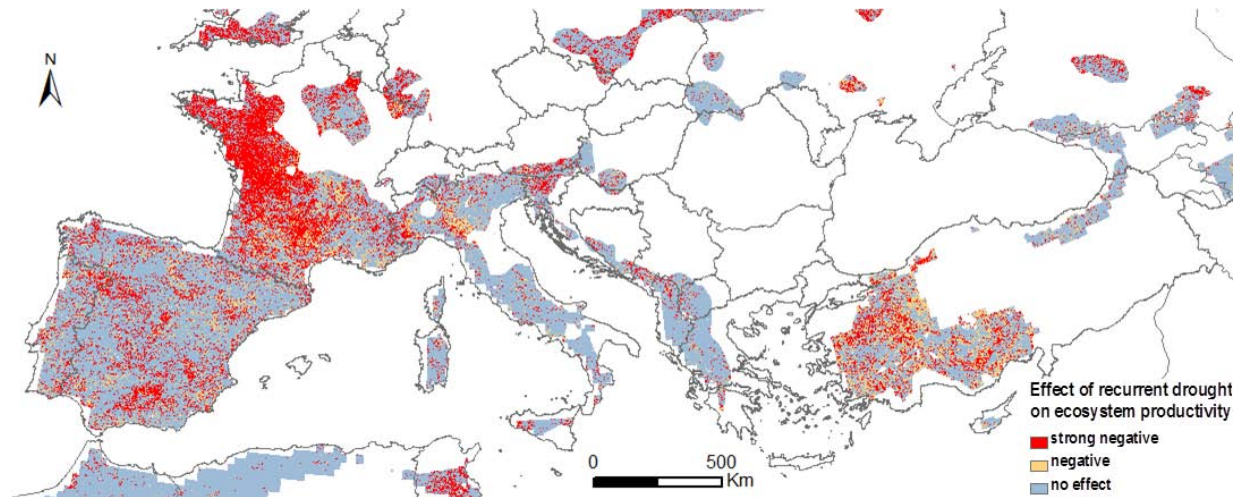 N
Effect of recurrent drought
on ecosystem productivity
strong negative
negative
no effect
0 500
Km